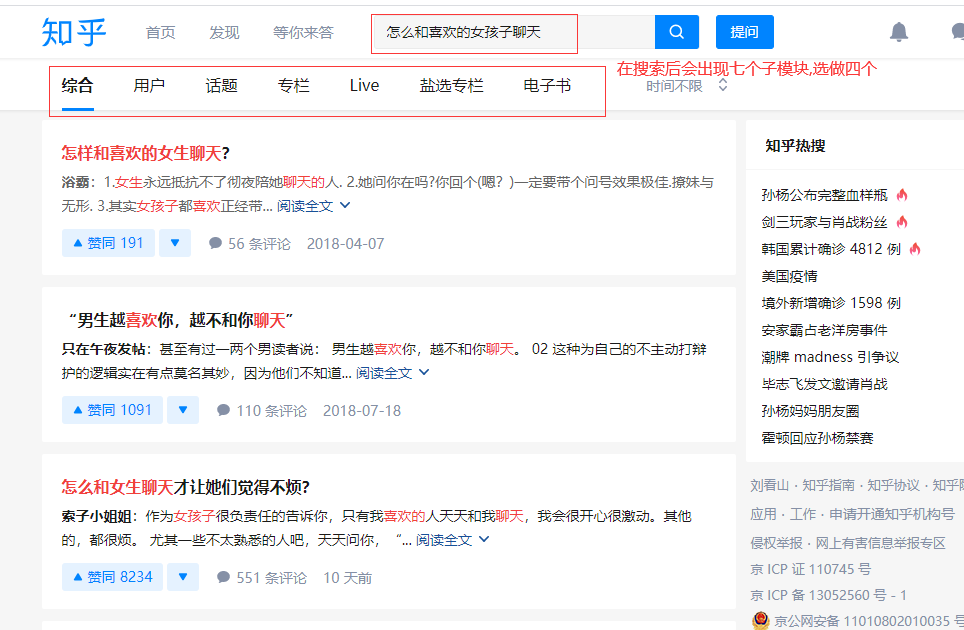 知乎 首页 发现 等你来答 怎么和喜欢的女孩子聊天 提问
在搜索后会出现七个子模块,选做四个
综合 用户 话题 专栏 Live 盐选专栏 电子书 时间不限
怎样和喜欢的女生聊天?
浴霸：1.女生永远抵抗不了彻夜陪她聊天的人. 2.她问你在吗?你回个(嗯? )一定要带个问号效果极佳.撩妹与
无形. 3.其实女孩子都喜欢正经带... 阅读全文
赞同 191 56 条评论 2018-04-07
“男生越喜欢你，越不和你聊天”
只在午夜发帖：甚至有过一两个男读者说： 男生越喜欢你，越不和你聊天。 02 这种为自己的不主动打辩
护的逻辑实在有点莫名其妙，因为他们不知道... 阅读全文
赞同 1091 110 条评论 2018-07-18
怎么和女生聊天才让她们觉得不烦?
索子小姐姐：作为女孩子很负责任的告诉你，只有我喜欢的人天天和我聊天，我会很开心很激动。其他
的，都很烦。 尤其一些不太熟悉的人吧，天天问你， “... 阅读全文
赞同 8234 551 条评论 10 天前
知乎热搜
孙杨公布完整血样瓶
剑三玩家与肖战粉丝
韩国累计确诊 4812 例
美国疫情
境外新增确诊 1598 例
安家霸占老洋房事件
潮牌 madness 引争议
毕志飞发文邀请肖战
孙杨妈妈朋友圈
霍顿回应孙杨禁赛
刘看山 · 知乎指南 · 知乎协议 · 知乎
应用 · 工作 · 申请开通知乎机构号
侵权举报 · 网上有害信息举报专区
京 ICP 证 110745 号
京 ICP 备 13052560 号 - 1
京公网安备 11010802010035 号